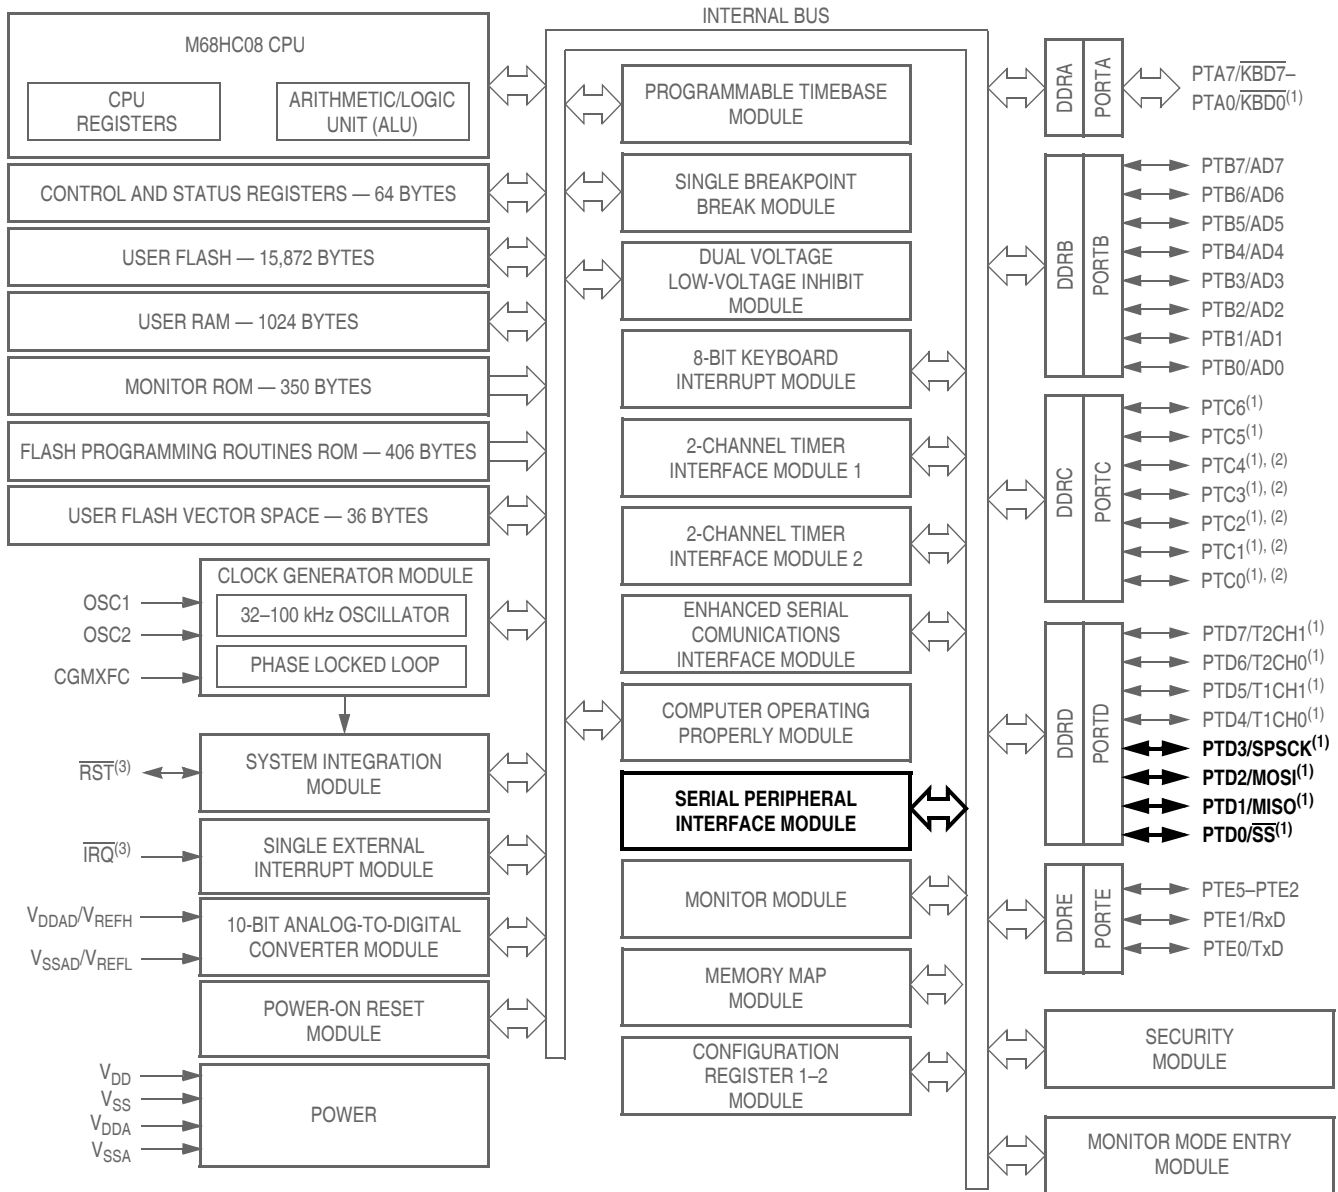 INTERNAL BUS
M68HC08 CPU
CPU
REGISTERS
ARITHMETIC/LOGIC
UNIT (ALU)
CONTROL AND STATUS REGISTERS — 64 BYTES
USER FLASH — 15,872 BYTES
USER RAM — 1024 BYTES
MONITOR ROM — 350 BYTES
FLASH PROGRAMMING ROUTINES ROM — 406 BYTES
USER FLASH VECTOR SPACE — 36 BYTES
CLOCK GENERATOR MODULE
32–100 kHz OSCILLATOR
PHASE LOCKED LOOP
OSC1
OSC2
CGMXFC
SYSTEM INTEGRATION
MODULE
RST(3)
SINGLE EXTERNAL
INTERRUPT MODULE
IRQ(3)
10-BIT ANALOG-TO-DIGITAL
CONVERTER MODULE
VDDAD/VREFH
VSSAD/VREFL
POWER-ON RESET
MODULE
POWER
VDD
VSS
VDDA
VSSA
PROGRAMMABLE TIMEBASE
MODULE
SINGLE BREAKPOINT
BREAK MODULE
DUAL VOLTAGE
LOW-VOLTAGE INHIBIT
MODULE
8-BIT KEYBOARD
INTERRUPT MODULE
2-CHANNEL TIMER
INTERFACE MODULE 1
2-CHANNEL TIMER
INTERFACE MODULE 2
ENHANCED SERIAL
COMUNICATIONS
INTERFACE MODULE
COMPUTER OPERATING
PROPERLY MODULE
SERIAL PERIPHERAL
INTERFACE MODULE
MONITOR MODULE
MEMORY MAP
MODULE
CONFIGURATION
REGISTER 1–2
MODULE
DDRA
PORTA
PTA7/KBD7–
PTA0/KBD0(1)
DDRB
PORTB
PTB7/AD7
PTB6/AD6
PTB5/AD5
PTB4/AD4
PTB3/AD3
PTB2/AD2
PTB1/AD1
PTB0/AD0
DDRC
PORTC
PTC6(1)
PTC5(1)
PTC4(1), (2)
PTC3(1), (2)
PTC2(1), (2)
PTC1(1), (2)
PTC0(1), (2)
DDRD
PORTD
PTD7/T2CH1(1)
PTD6/T2CH0(1)
PTD5/T1CH1(1)
PTD4/T1CH0(1)
PTD3/SPSCK(1)
PTD2/MOSI(1)
PTD1/MISO(1)
PTD0/SS(1)
DDRE
PORTE
PTE5–PTE2
PTE1/RxD
PTE0/TxD
SECURITY
MODULE
MONITOR MODE ENTRY
MODULE